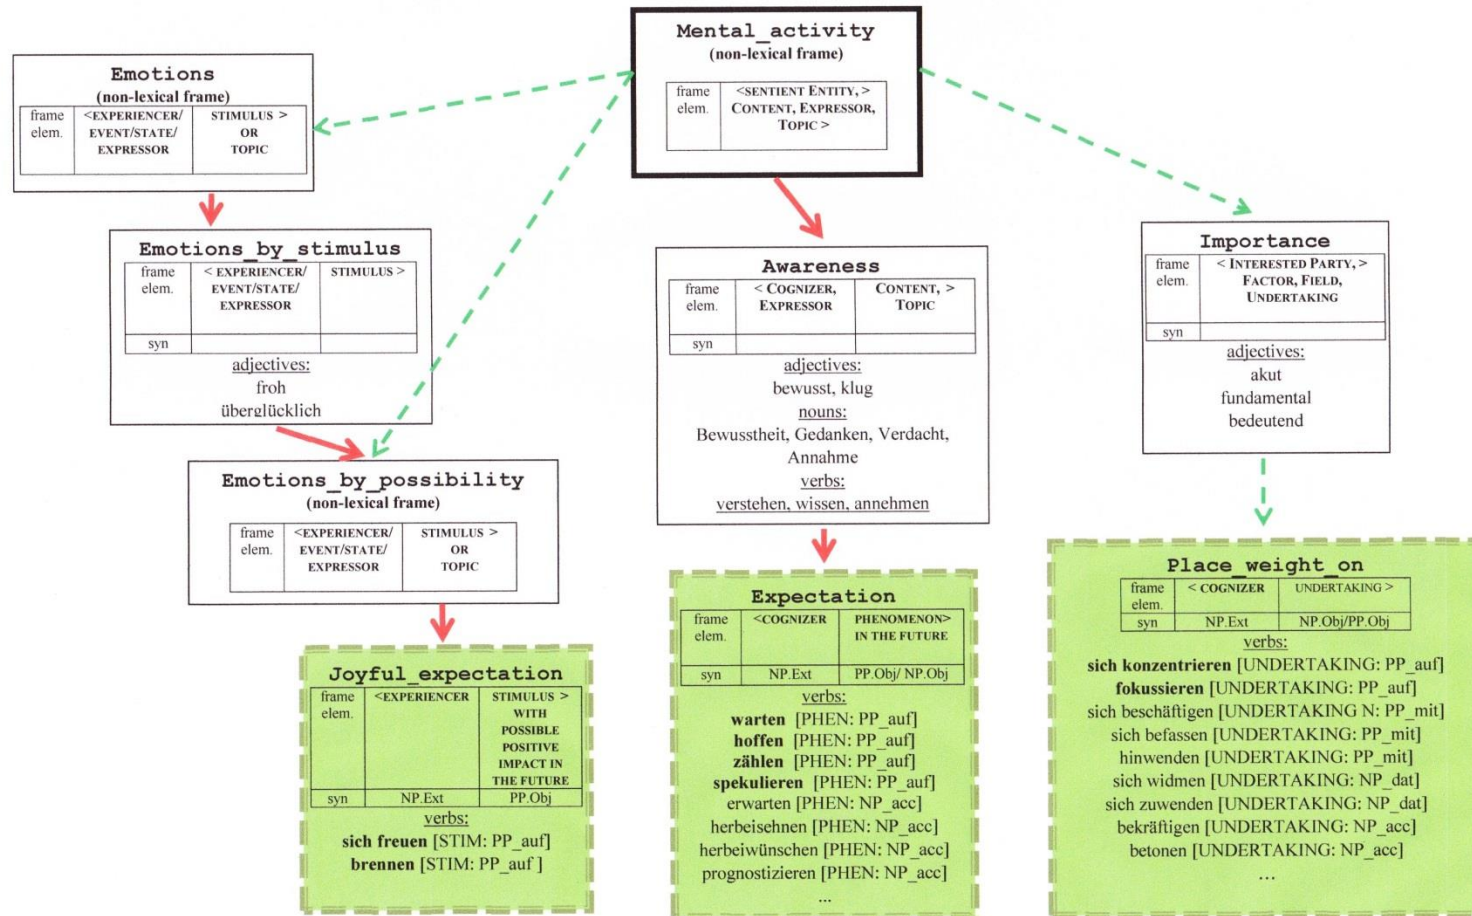 Mental_activity
(non-lexical frame)
frame elem. <SENTIENT ENTITY, >
CONTENT, EXPRESSOR,
TOPIC >
Emotions
(non-lexical frame)
frame elem. <EXPERIENCER/ STIMULUS >
EVENT/STATE/ OR
EXPRESSOR TOPIC
Emotions_by_stimulus
frame elem. < EXPERIENCER/ STIMULUS >
EVENT/STATE/
EXPRESSOR
syn
adjectives:
froh
überglücklich
Emotions_by_possibility
(non-lexical frame)
frame elem. <EXPERIENCER/ STIMULUS >
EVENT/STATE/ OR
EXPRESSOR TOPIC
Joyful_expectation
frame elem. <EXPERIENCER STIMULUS >
WITH
POSSIBLE
POSITIVE
IMPACT IN
THE FUTURE
syn NP.Ext PP.Obj
verbs:
sich freuen [STIM: PP_auf]
brennen [STIM: PP_auf ]
Awareness
frame elem. < COGNIZER, CONTENT, >
EXPRESSOR TOPIC
syn
adjectives:
bewusst, klug
nouns:
Bewusstheit, Gedanken, Verdacht,
Annahme
verbs:
verstehen, wissen, annehmen
Expectation
frame elem. <COGNIZER PHENOMENON>
IN THE FUTURE
syn NP.Ext PP.Obj/ NP.Obj
verbs:
warten [PHEN: PP_auf]
hoffen [PHEN: PP_auf]
zählen [PHEN: PP_auf]
spekulieren [PHEN: PP_auf]
erwarten [PHEN: NP_acc]
herbeisehnen [PHEN: NP_acc]
herbeiwünschen [PHEN: NP_acc]
prognostizieren [PHEN: NP_acc]
...
Importance
frame elem. < INTERESTED PARTY, >
FACTOR, FIELD,
UNDERTAKING
syn
adjectives:
akut
fundamental
bedeutend
Place_weight_on
frame elem. < COGNIZER UNDERTAKING >
syn NP.Ext NP.Obj/PP.Obj
verbs:
sich konzentrieren [UNDERTAKING: PP_auf]
fokussieren [UNDERTAKING: PP_auf]
sich beschäftigen [UNDERTAKING N: PP_mit]
sich befassen [UNDERTAKING: PP_mit]
hinwenden [UNDERTAKING: PP_mit]
sich widmen [UNDERTAKING: NP_dat]
sich zuwenden [UNDERTAKING: NP_dat]
bekräftigen [UNDERTAKING: NP_acc]
betonen [UNDERTAKING: NP_acc]
...